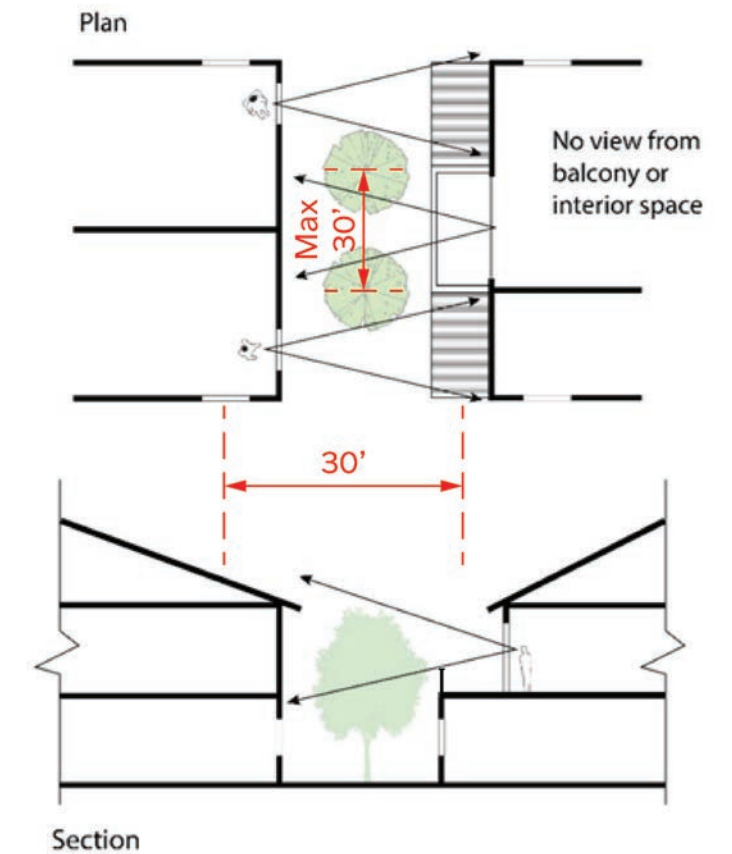 Plan
No view from
balcony or
interior space
Max
30’
30’
Section